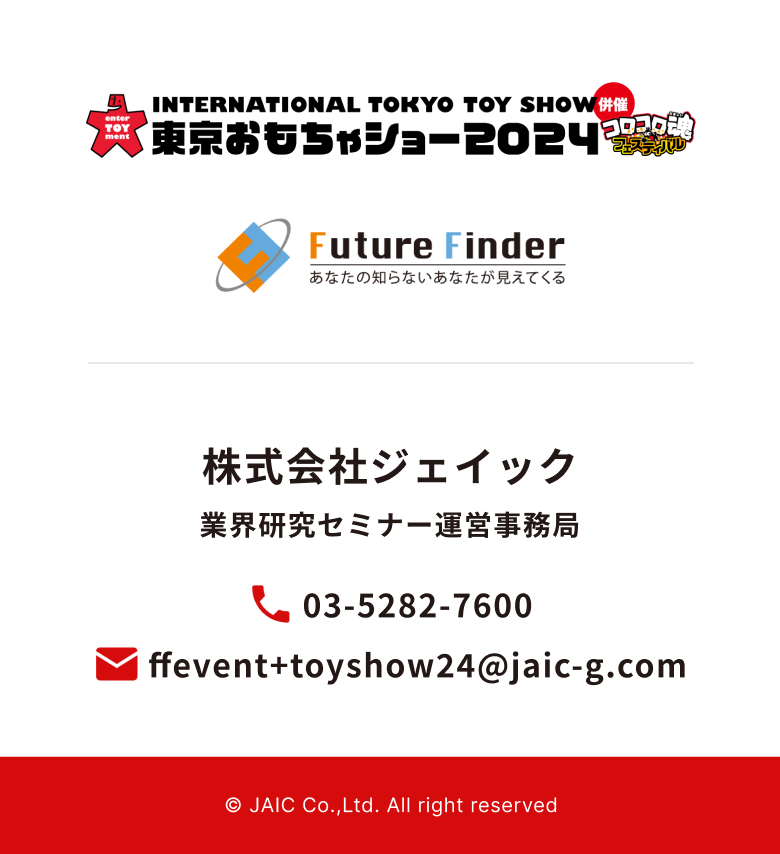 INTERNATIONAL TOKYO TOY SHOW
併催
enter
TOY
ment
東京おもちゃショー2024
コロコロ魂
フェスティバル
Future Finder
あなたの知らないあなたが見えてくる
株式会社ジェイック
業界研究セミナー運営事務局
03-5282-7600
ffevent+toyshow24@jaic-g.com
© JAIC Co.,Ltd. All right reserved